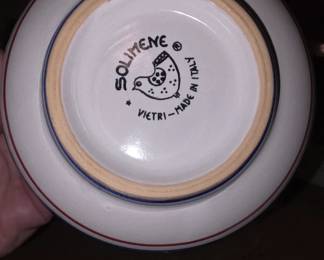 SOLIMENE ®
* VIETRI - MADE IN ITALY